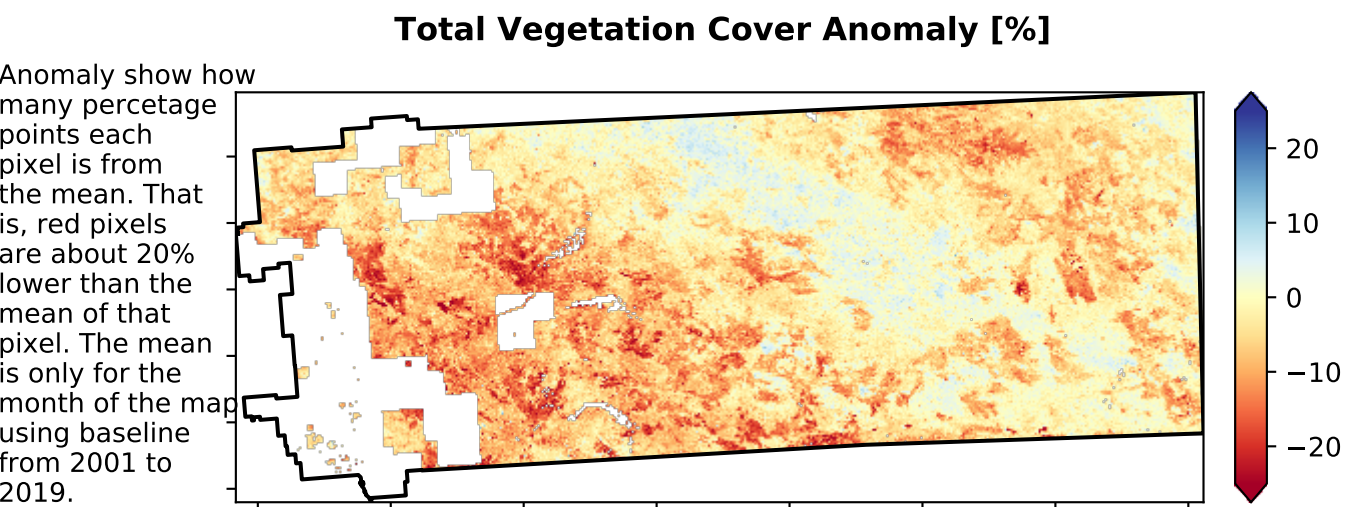 Total Vegetation Cover Anomaly [%]
Anomaly show how
many percetage
points each
pixel is from
the mean. That
is, red pixels
are about 20%
lower than the
mean of that
pixel. The mean
is only for the
month of the map
using baseline
from 2001 to
2019.
20
10
0
−10
−20